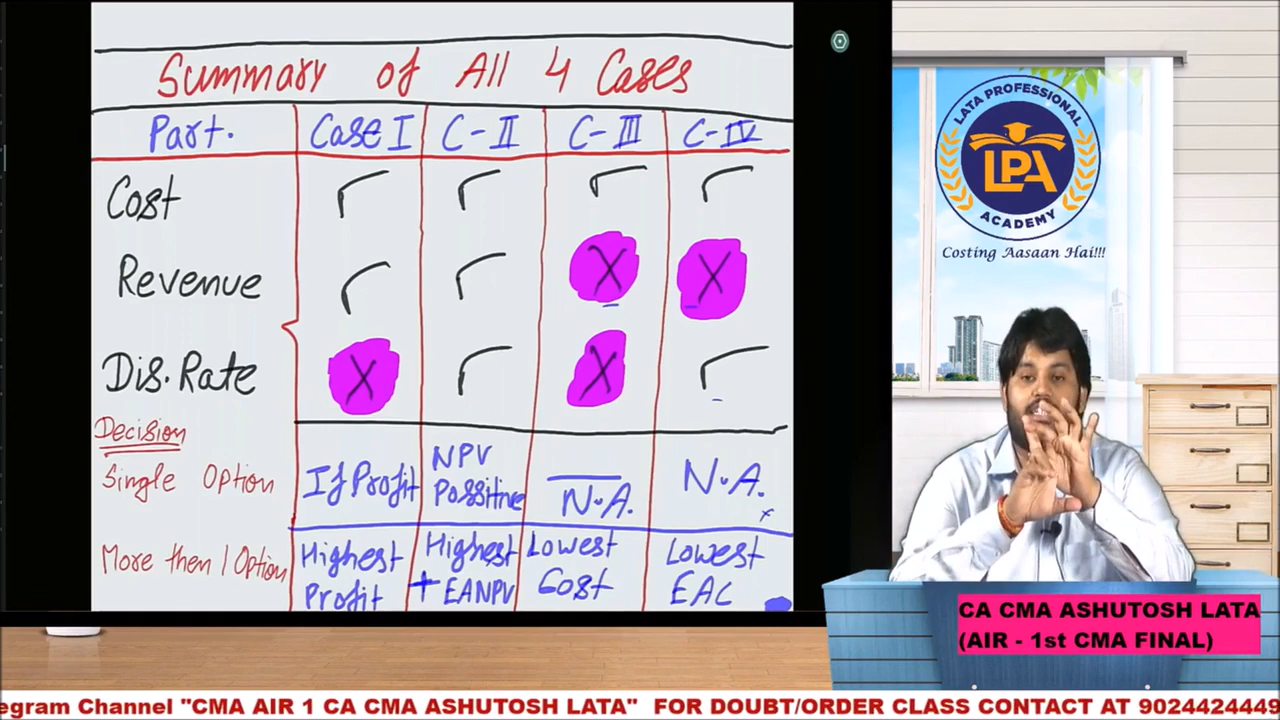 Summary of All 4 Cases
Part. Case I C-II C-III C-IV
Cost
Revenue X X
Dis. Rate X X
Decision
Single Option If Profit NPV Possitive N.A. N.A.
More then 1 Option Highest Profit Highest + EANPV Lowest Cost Lowest EAC
LATA PROFESSIONAL
LPA
ACADEMY
Costing Aasaan Hai!!!
CA CMA ASHUTOSH LATA
(AIR - 1st CMA FINAL)
egram Channel "CMA AIR 1 CA CMA ASHUTOSH LATA" FOR DOUBT/ORDER CLASS CONTACT AT 9024424449